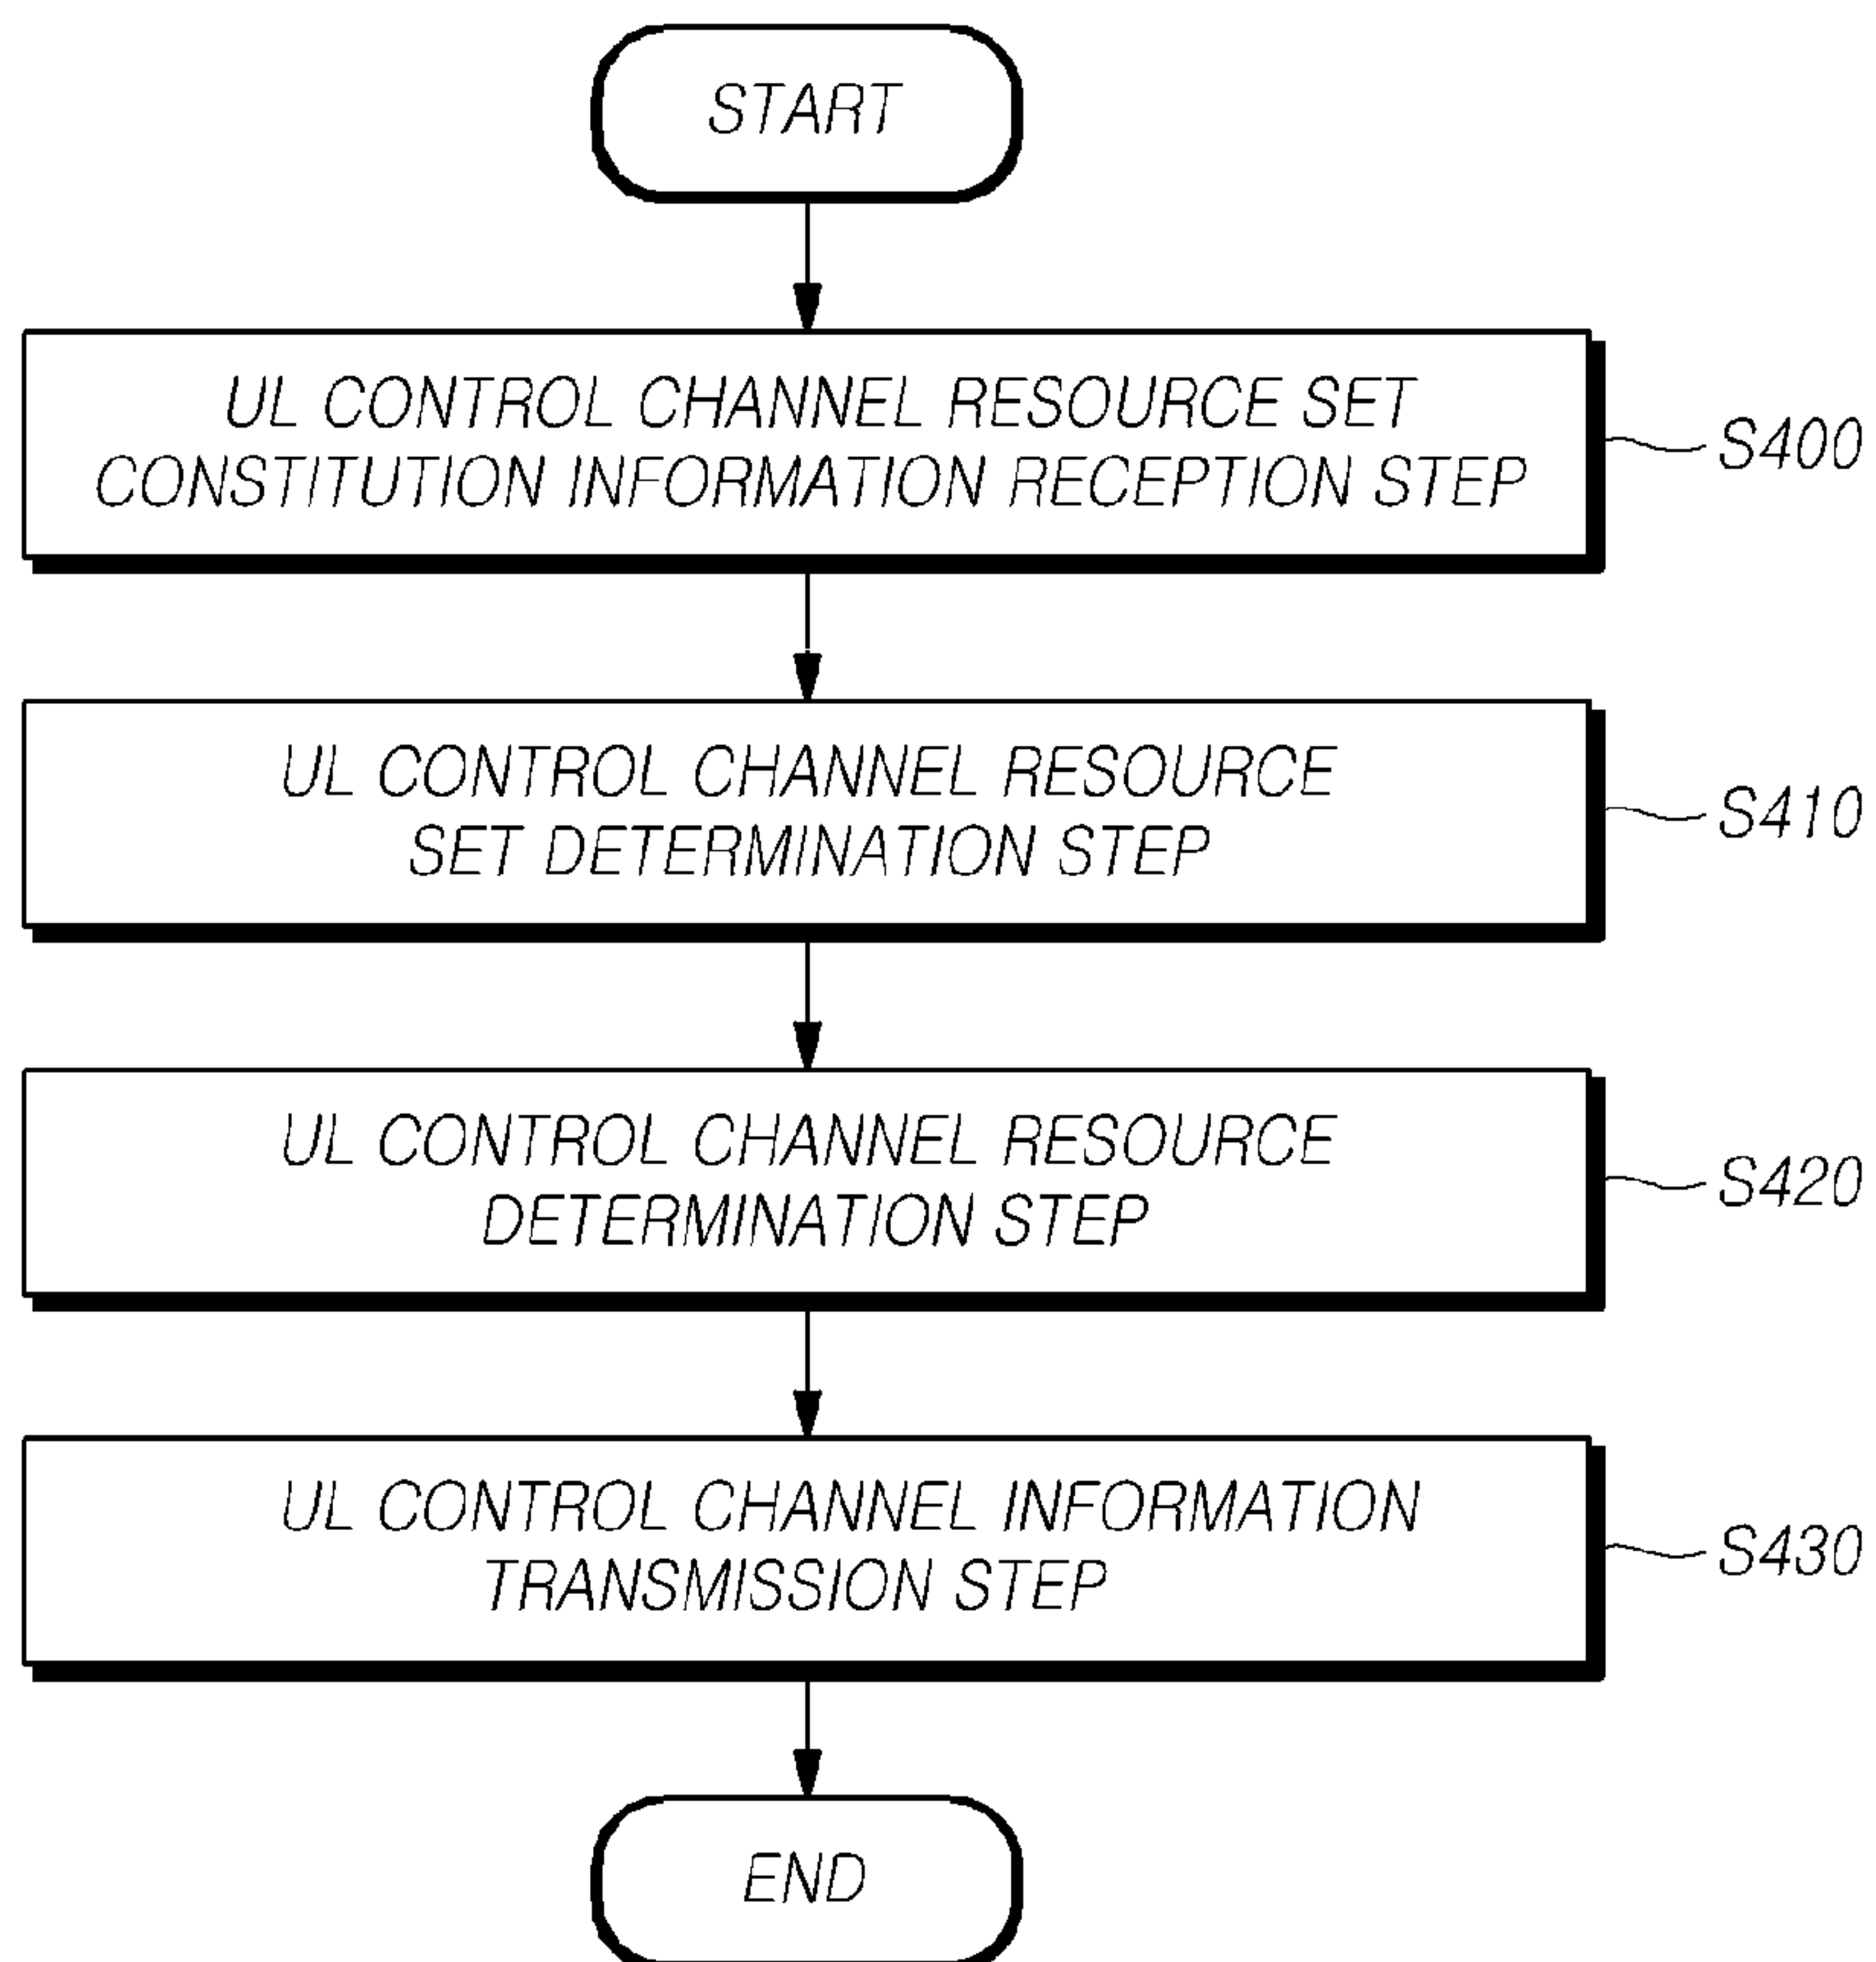 START
UL CONTROL CHANNEL RESOURCE SET
CONSTITUTION INFORMATION RECEPTION STEP
S400
UL CONTROL CHANNEL RESOURCE
SET DETERMINATION STEP
S410
UL CONTROL CHANNEL RESOURCE
DETERMINATION STEP
S420
UL CONTROL CHANNEL INFORMATION
TRANSMISSION STEP
S430
END